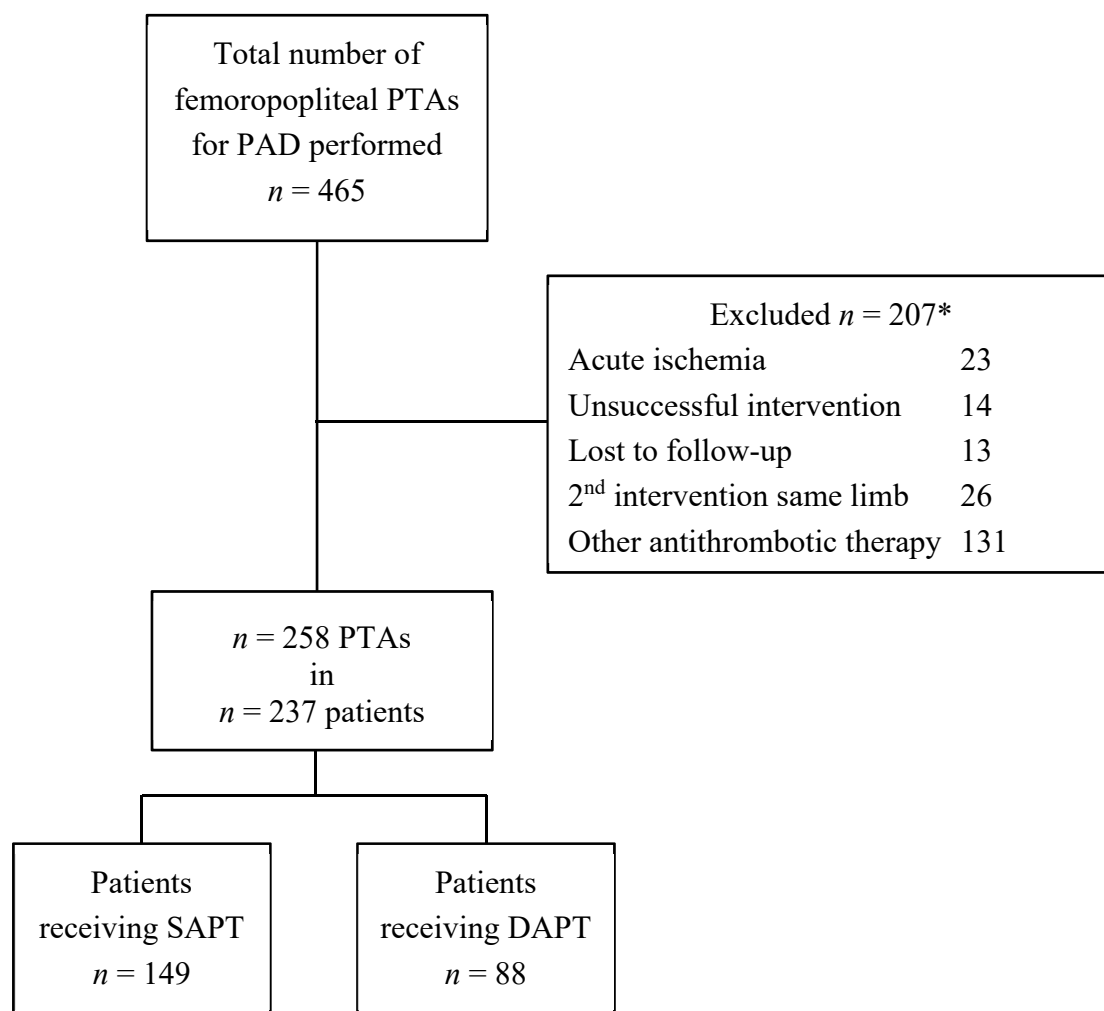 Total number of
femoropopliteal PTAs
for PAD performed
n = 465
Excluded n = 207*
Acute ischemia 23
Unsuccessful intervention 14
Lost to follow-up 13
2nd intervention same limb 26
Other antithrombotic therapy 131
n = 258 PTAs
in
n = 237 patients
Patients
receiving SAPT
n = 149
Patients
receiving DAPT
n = 88